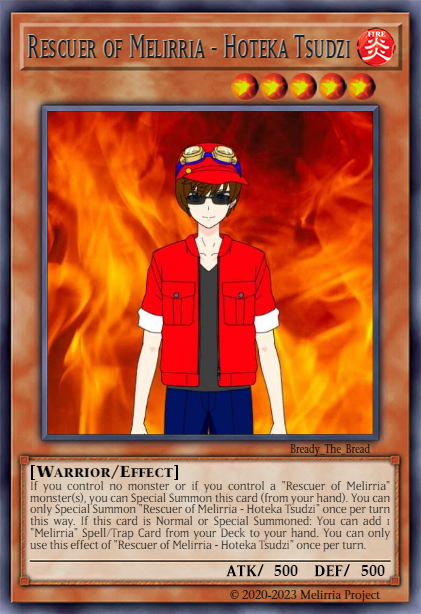 Rescuer of Melirria - Hoteka Tsudzi
FIRE
炎
Bready_The_Bread
[Warrior/Effect]
If you control no monster or if you control a "Rescuer of Melirria"
monster(s), you can Special Summon this card (from your hand). You can
only Special Summon "Rescuer of Melirria - Hoteka Tsudzi" once per turn
this way. If this card is Normal or Special Summoned: You can add 1
"Melirria" Spell/Trap Card from your Deck to your hand. You can only
use this effect of "Rescuer of Melirria - Hoteka Tsudzi" once per turn.
ATK/ 500 DEF/ 500
© 2020-2023 Melirria Project